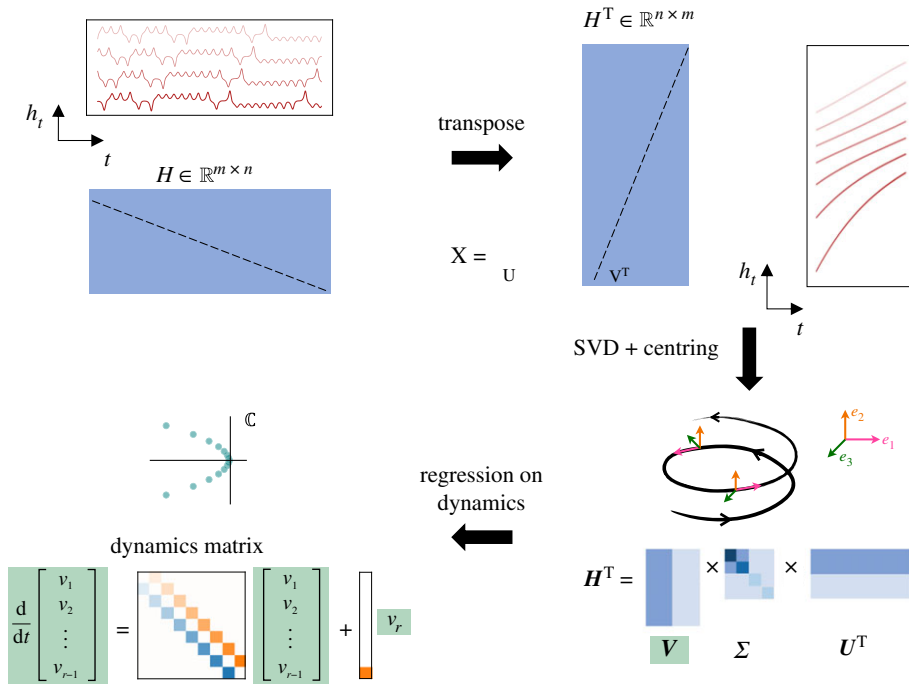 H^T ∈ ℝ^{n × m}
h_t
t
transpose
H ∈ ℝ^{m × n}
X =
U
V^T
h_t
t
SVD + centring
ℂ
e_2
e_1
e_3
regression on
dynamics
dynamics matrix
H^T = × ×
V Σ U^T
d/dt [v_1 v_2 ⋮ v_{r−1}] = [v_1 v_2 ⋮ v_{r−1}] + v_r